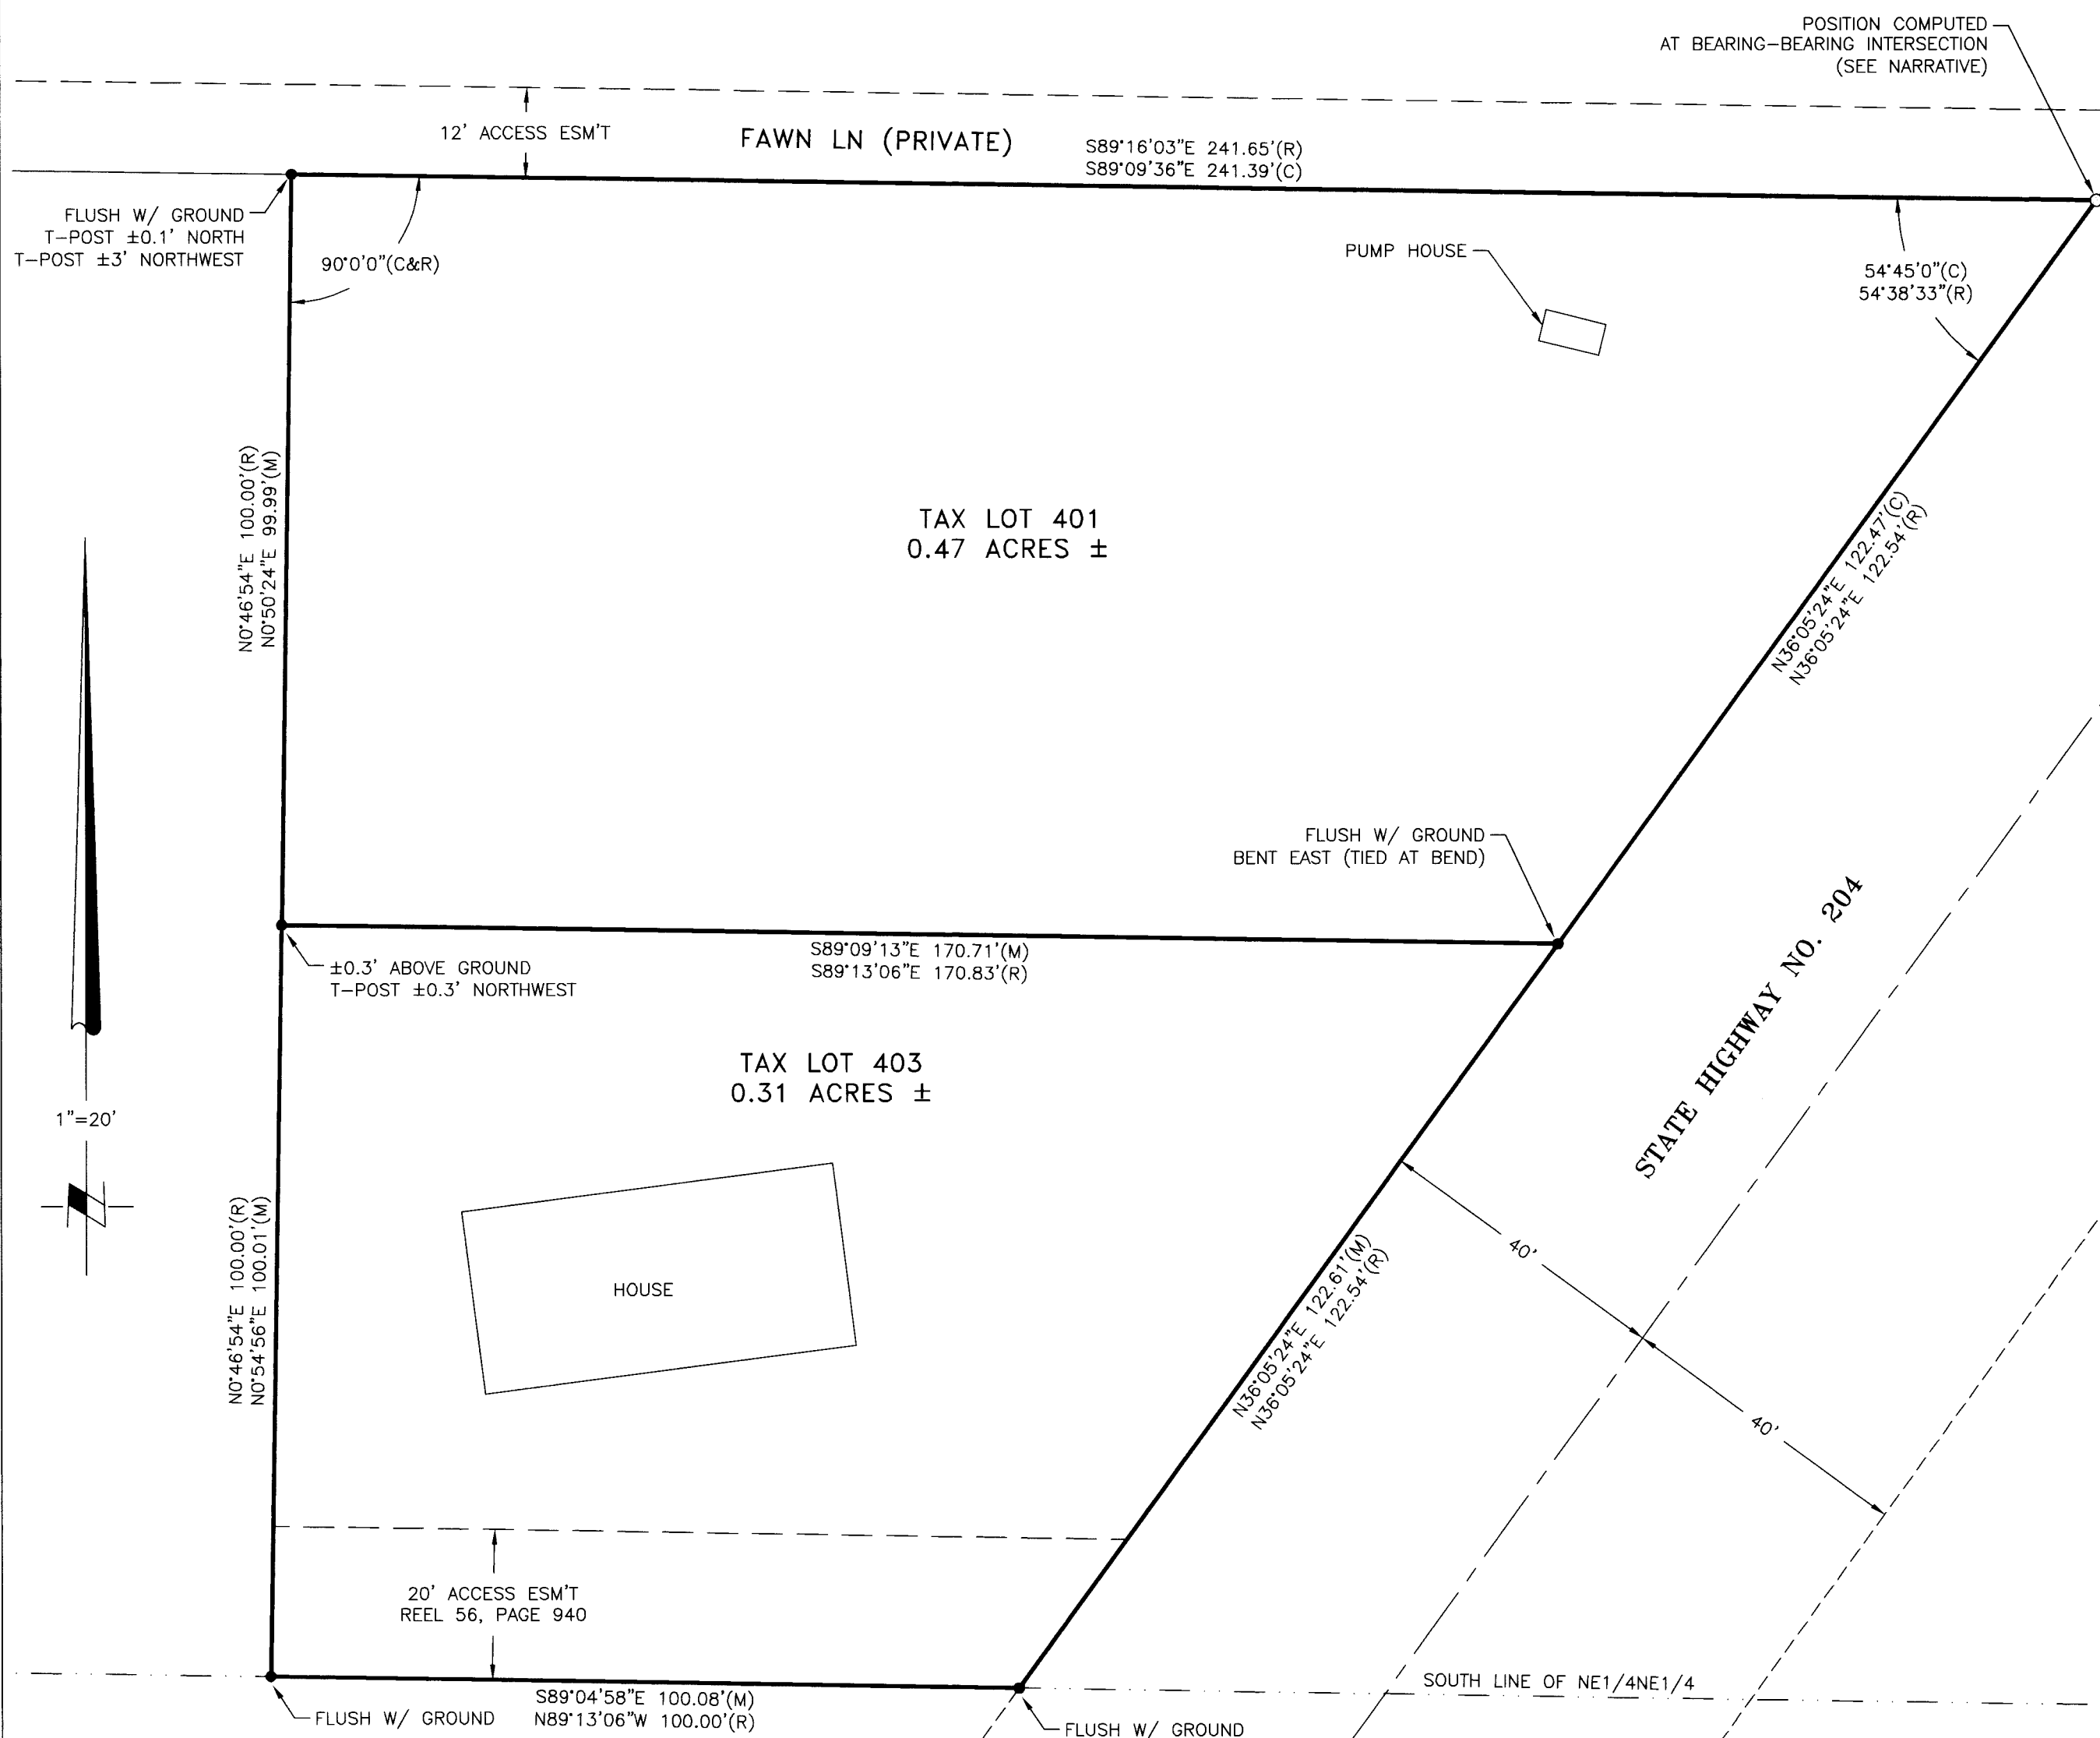 POSITION COMPUTED
AT BEARING-BEARING INTERSECTION
(SEE NARRATIVE)
12' ACCESS ESM'T
FAWN LN (PRIVATE)
S89°16'03"E 241.65'(R)
S89°09'36"E 241.39'(C)
FLUSH W/ GROUND
T-POST ±0.1' NORTH
T-POST ±3' NORTHWEST
90°0'0"(C&R)
PUMP HOUSE
54°45'0"(C)
54°38'33"(R)
N0°46'54"E 100.00'(R)
N0°50'24"E 99.99'(M)
TAX LOT 401
0.47 ACRES ±
N36°05'24"E 122.47'(C)
N36°05'24"E 122.54'(R)
FLUSH W/ GROUND
BENT EAST (TIED AT BEND)
S89°09'13"E 170.71'(M)
S89°13'06"E 170.83'(R)
±0.3' ABOVE GROUND
T-POST ±0.3' NORTHWEST
STATE HIGHWAY NO. 204
TAX LOT 403
0.31 ACRES ±
1"=20'
N0°46'54"E 100.00'(R)
N0°54'56"E 100.01'(M)
HOUSE
N36°05'24"E 122.61'(M)
N36°05'24"E 122.54'(R)
40'
40'
20' ACCESS ESM'T
REEL 56, PAGE 940
SOUTH LINE OF NE1/4NE1/4
S89°04'58"E 100.08'(M)
N89°13'06"W 100.00'(R)
FLUSH W/ GROUND
FLUSH W/ GROUND